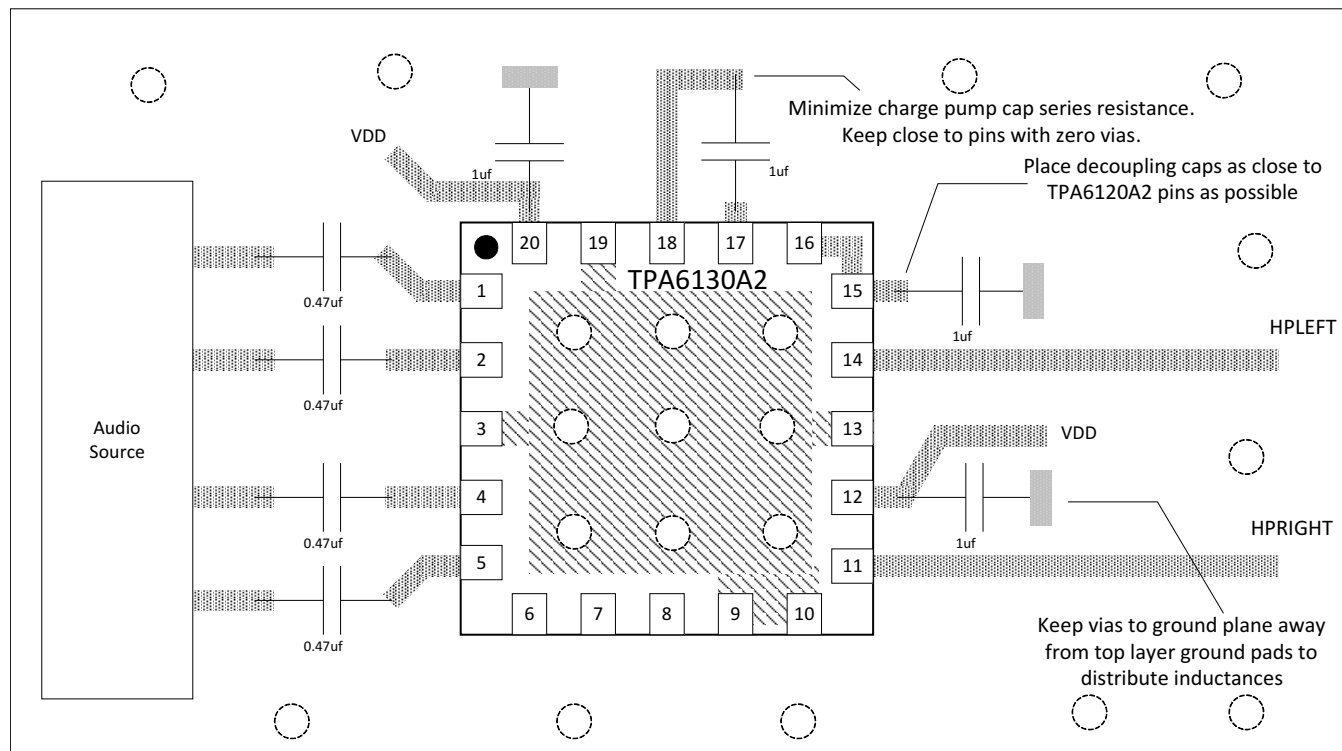 Minimize charge pump cap series resistance.
Keep close to pins with zero vias.
VDD
1uf
1uf
Place decoupling caps as close to
TPA6120A2 pins as possible
20
19
18
17
16
TPA6130A2
0.47uf
1
15
1uf
HPLEFT
2
14
0.47uf
Audio
Source
3
13
VDD
4
12
0.47uf
1uf
HPRIGHT
5
11
0.47uf
6
7
8
9
10
Keep vias to ground plane away
from top layer ground pads to
distribute inductances